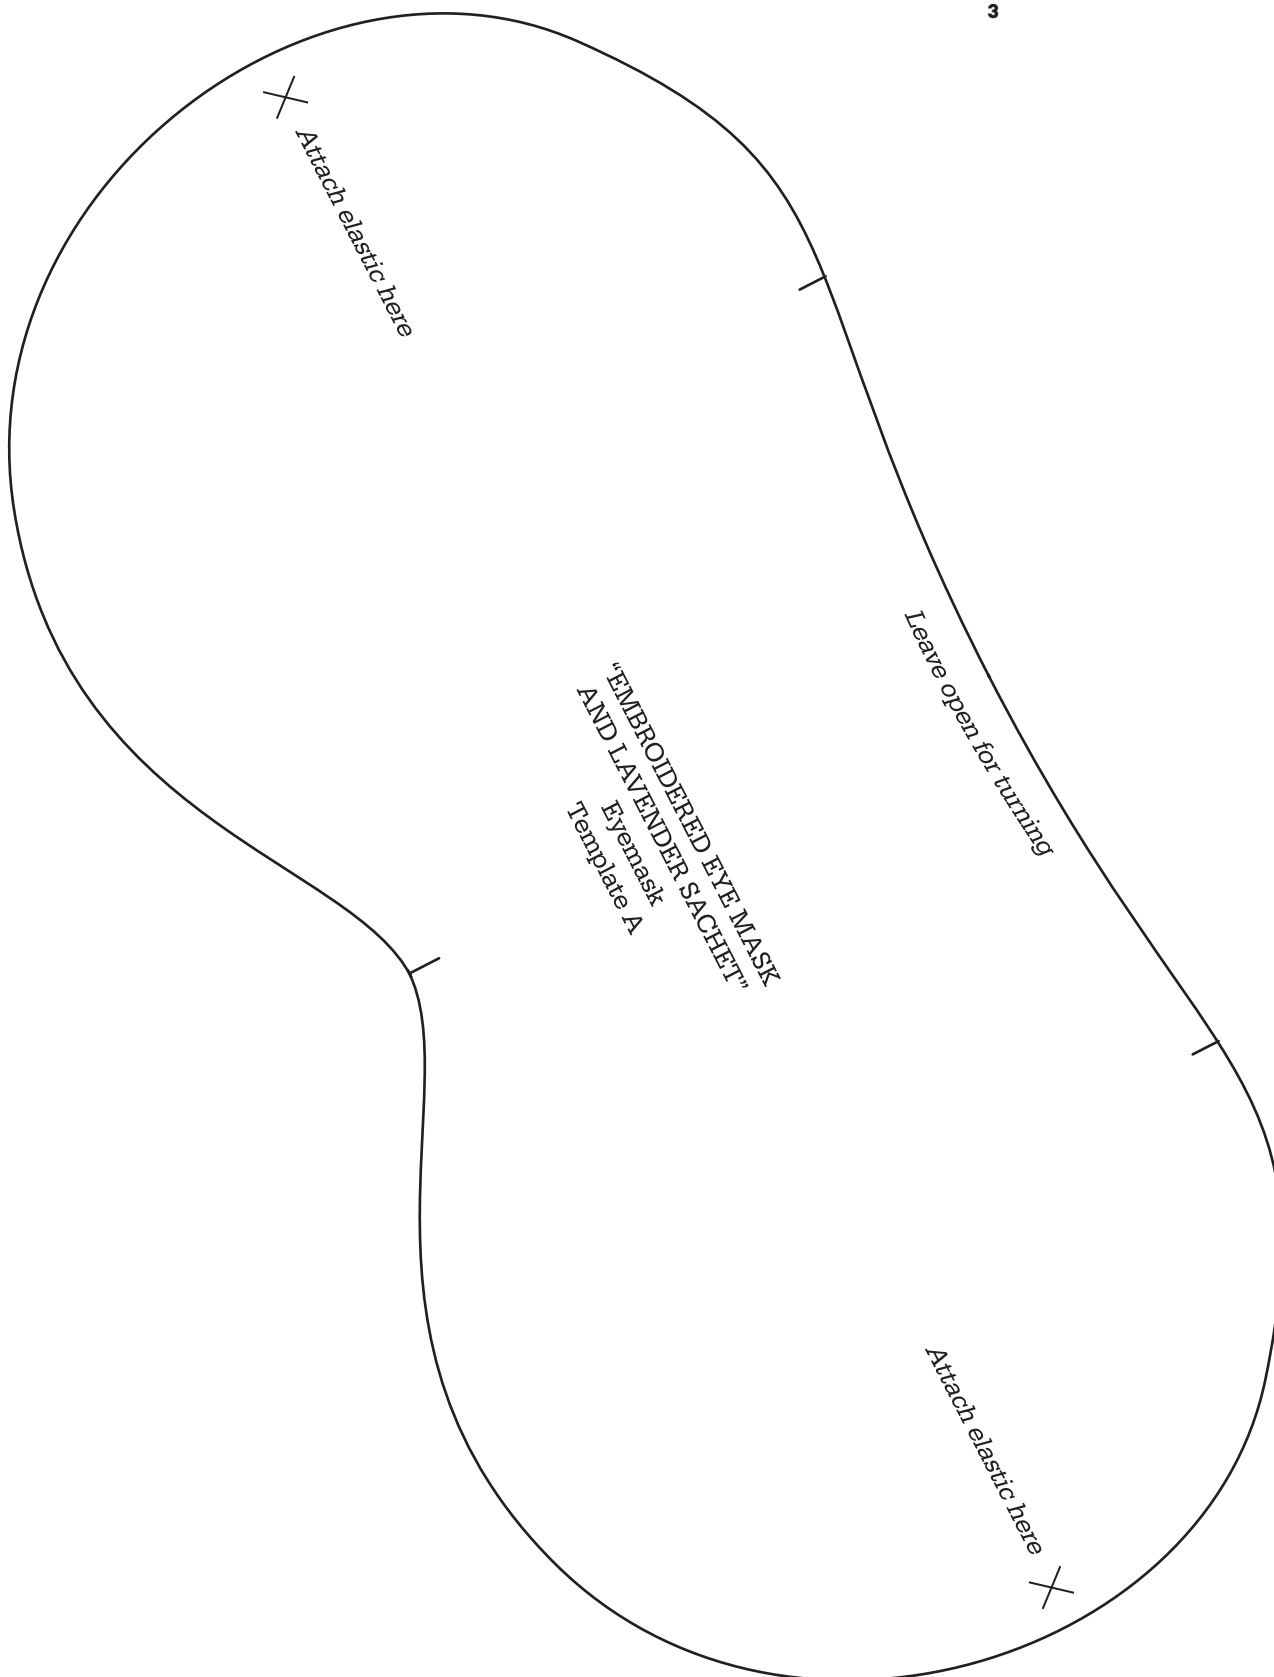 3
Attach elastic here
Leave open for turning
“EMBROIDERED EYE MASK
AND LAVENDER SACHET”
Eyemask
Template A
Attach elastic here